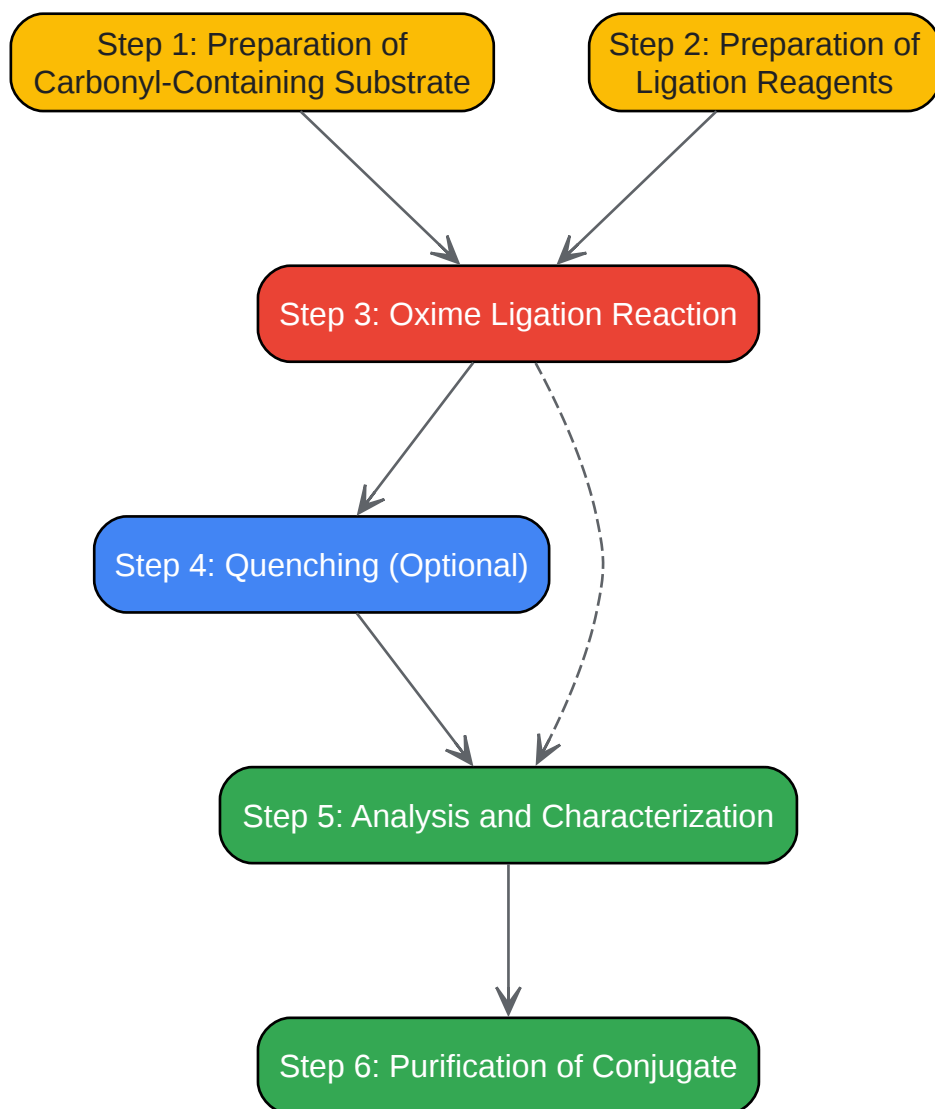 Step 1: Preparation of
Carbonyl-Containing Substrate
Step 2: Preparation of
Ligation Reagents
Step 3: Oxime Ligation Reaction
Step 4: Quenching (Optional)
Step 5: Analysis and Characterization
Step 6: Purification of Conjugate